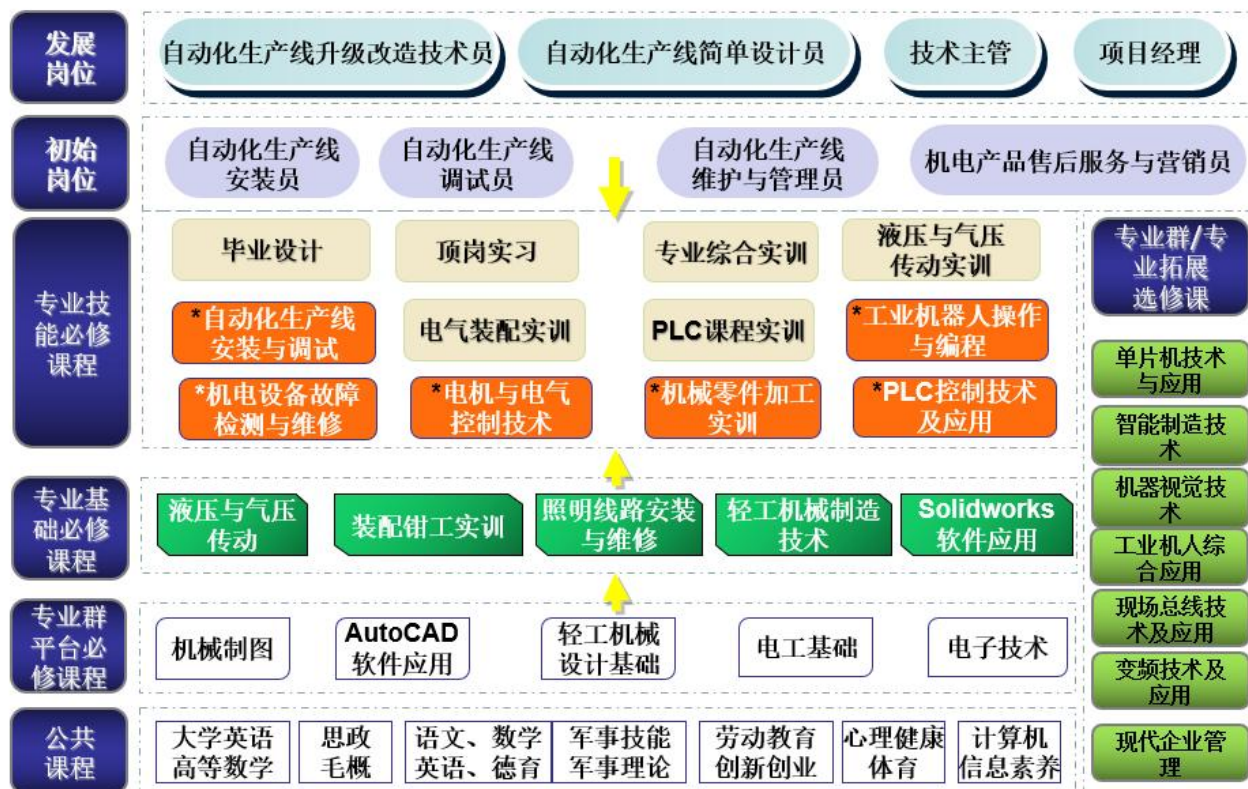 发展
岗位
自动化生产线升级改造技术员
自动化生产线简单设计员
技术主管
项目经理
初始
岗位
自动化生产线
安装员
自动化生产线
调试员
自动化生产线
维护与管理员
机电产品售后服务与营销员
专业技
能必修
课程
毕业设计
顶岗实习
专业综合实训
液压与气压
传动实训
*自动化生产线
安装与调试
电气装配实训
PLC课程实训
*工业机器人操作
与编程
*机电设备故障
检测与维修
*电机与电气
控制技术
*机械零件加工
实训
*PLC控制技术
及应用
专业基
础必修
课程
液压与气压
传动
装配钳工实训
照明线路安装
与维修
轻工机械制造
技术
Solidworks
软件应用
专业群
平台必
修课程
机械制图
AutoCAD
软件应用
轻工机械
设计基础
电工基础
电子技术
公共
课程
大学英语
高等数学
思政
毛概
语文、数学
英语、德育
军事技能
军事理论
劳动教育
创新创业
心理健康
体育
计算机
信息素养
专业群/专
业拓展
选修课
单片机技术
与应用
智能制造技
术
机器视觉技
术
工业机人综
合应用
现场总线技
术及应用
变频技术及
应用
现代企业管
理